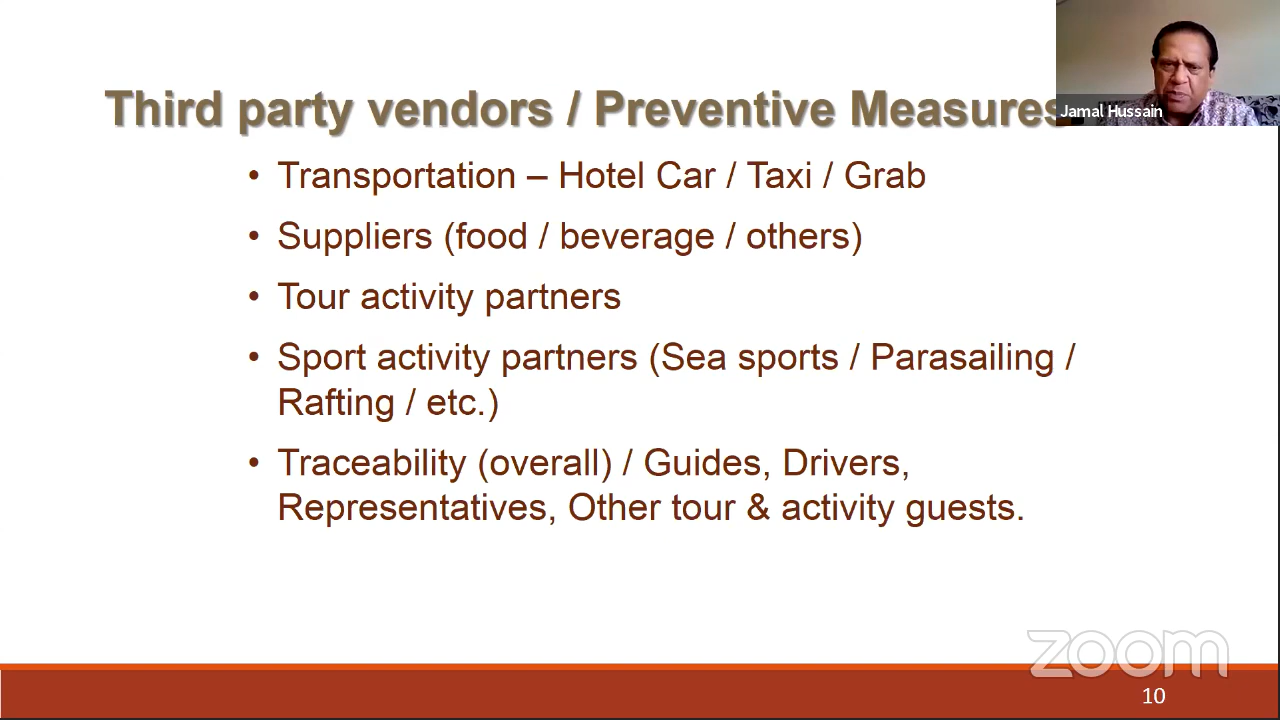 Third party vendors / Preventive Measures
Jamal Hussain
• Transportation – Hotel Car / Taxi / Grab
• Suppliers (food / beverage / others)
• Tour activity partners
• Sport activity partners (Sea sports / Parasailing /
Rafting / etc.)
• Traceability (overall) / Guides, Drivers,
Representatives, Other tour & activity guests.
zoom
10